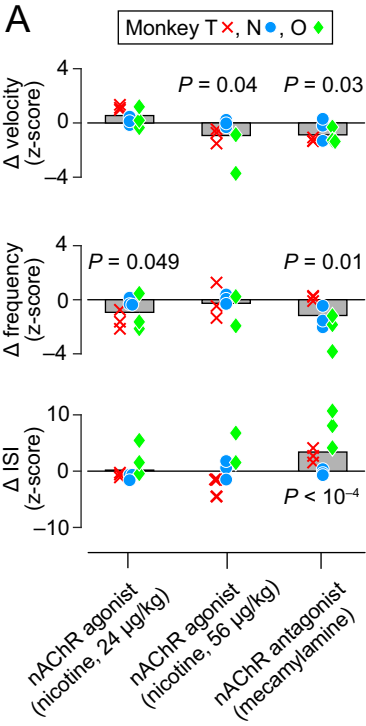 A
Monkey T ×, N ●, O ♦
4
0
–4
Δ velocity
(z-score)
P = 0.04
P = 0.03
4
0
–4
Δ frequency
(z-score)
P = 0.049
P = 0.01
10
0
–10
Δ ISI
(z-score)
P < 10⁻⁴
nAChR agonist
(nicotine, 24 µg/kg)
nAChR agonist
(nicotine, 56 µg/kg)
nAChR antagonist
(mecamylamine)